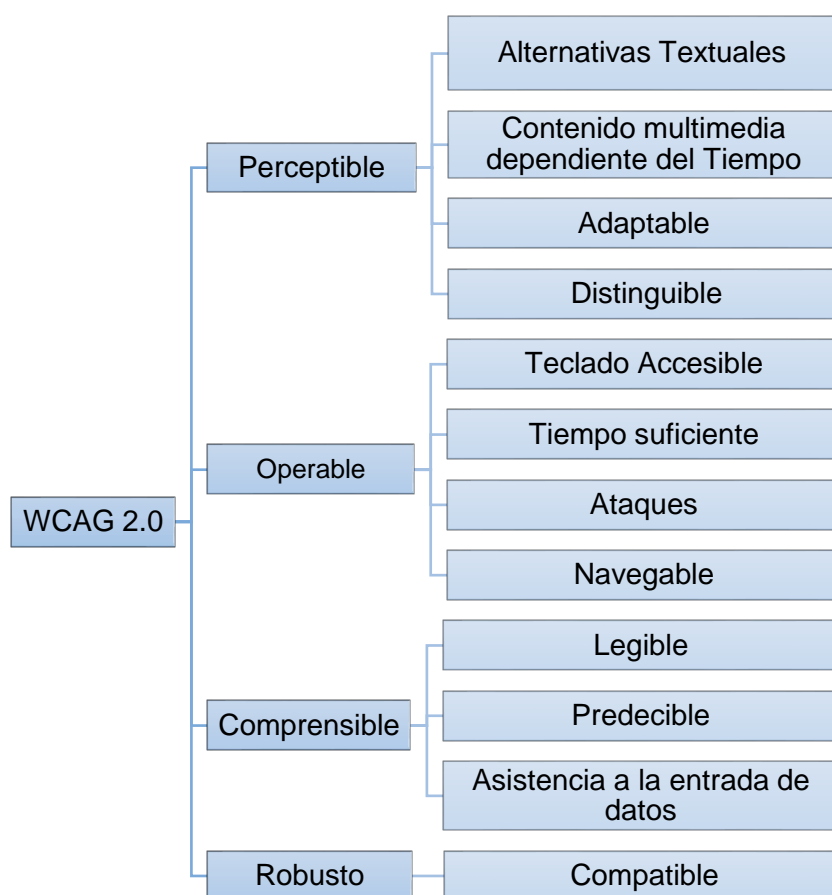 WCAG 2.0
Perceptible
Alternativas Textuales
Contenido multimedia
dependiente del Tiempo
Adaptable
Distinguible
Operable
Teclado Accesible
Tiempo suficiente
Ataques
Navegable
Comprensible
Legible
Predecible
Asistencia a la entrada de
datos
Robusto
Compatible